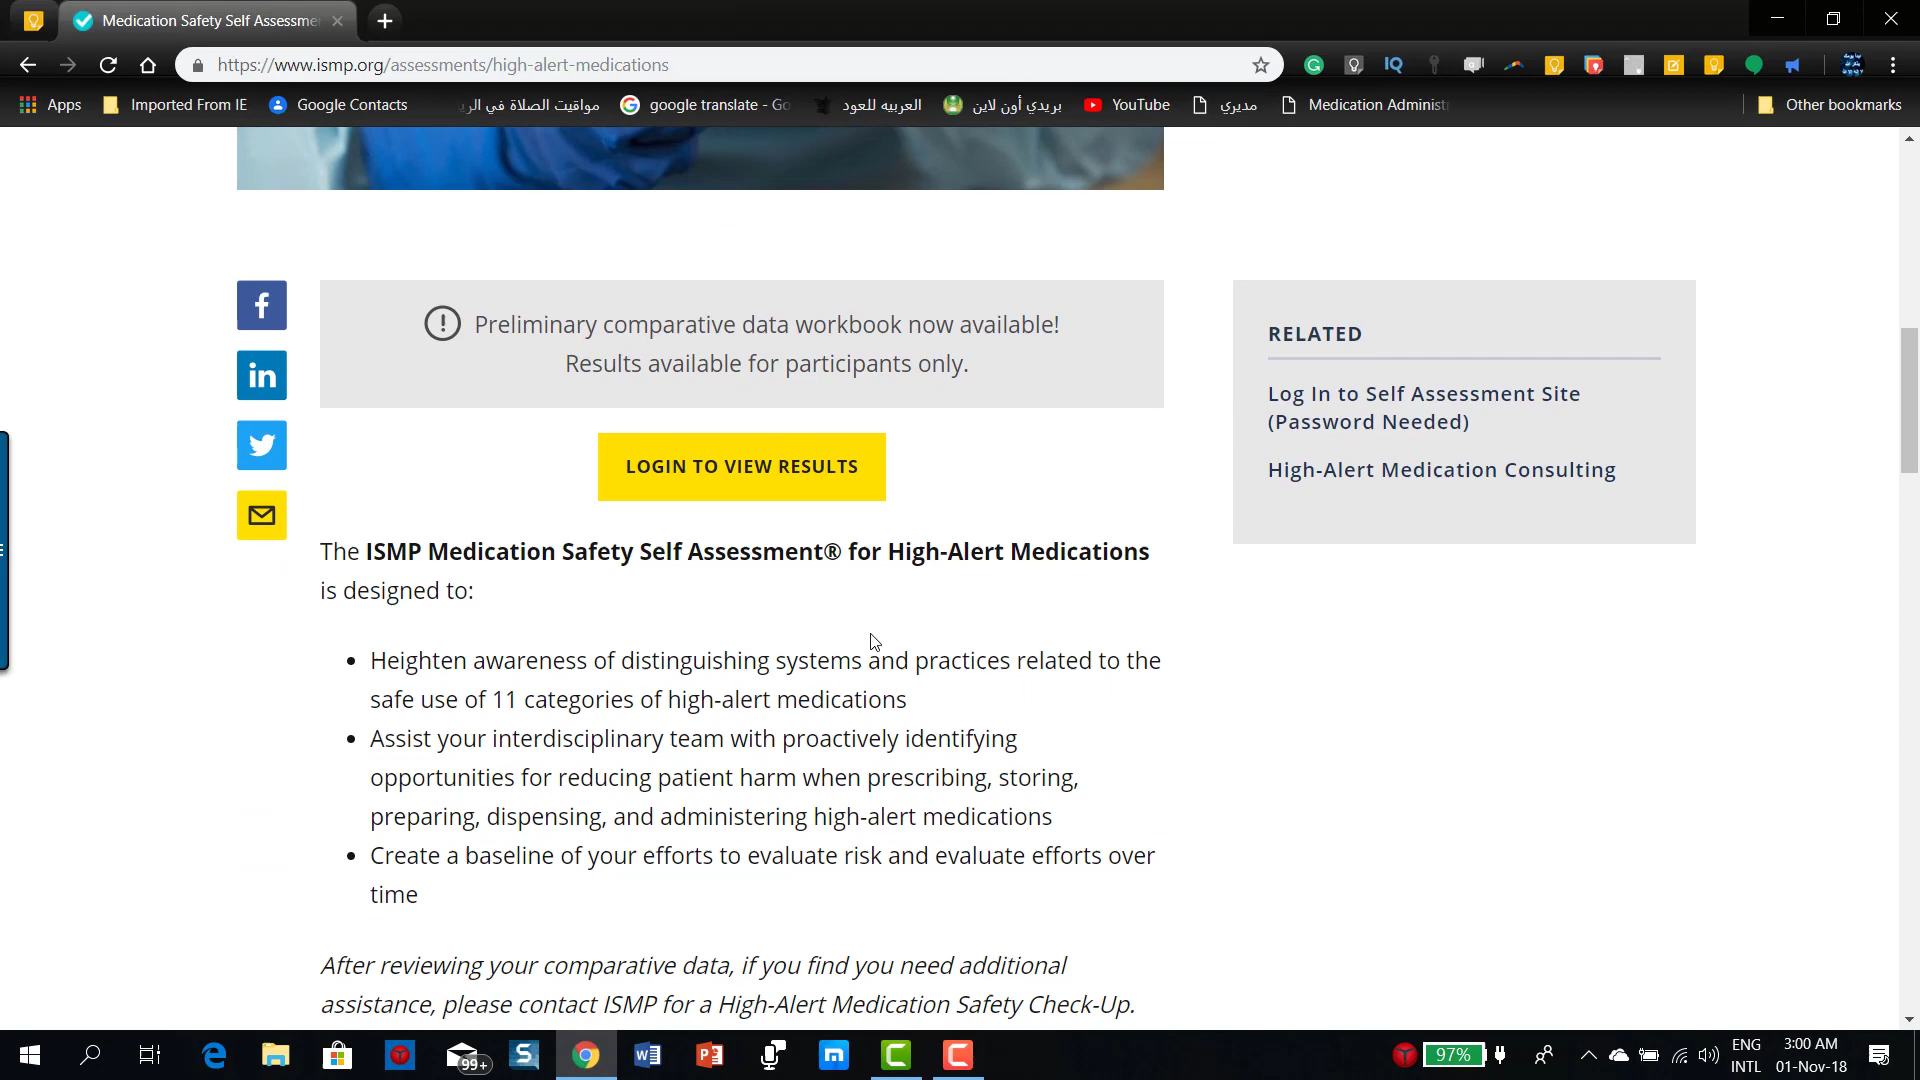 Medication Safety Self Assessme
https://www.ismp.org/assessments/high-alert-medications
Apps
Imported From IE
Google Contacts
مواقيت الصلاة في الري
google translate - Go
العربيه للعود
بريدي أون لاين
YouTube
مديري
Medication Administ
Other bookmarks
Preliminary comparative data workbook now available!
Results available for participants only.
LOGIN TO VIEW RESULTS
The ISMP Medication Safety Self Assessment® for High-Alert Medications
is designed to:
• Heighten awareness of distinguishing systems and practices related to the
safe use of 11 categories of high-alert medications
• Assist your interdisciplinary team with proactively identifying
opportunities for reducing patient harm when prescribing, storing,
preparing, dispensing, and administering high-alert medications
• Create a baseline of your efforts to evaluate risk and evaluate efforts over
time
After reviewing your comparative data, if you find you need additional
assistance, please contact ISMP for a High-Alert Medication Safety Check-Up.
RELATED
Log In to Self Assessment Site
(Password Needed)
High-Alert Medication Consulting
99+
97%
ENG
INTL
3:00 AM
01-Nov-18